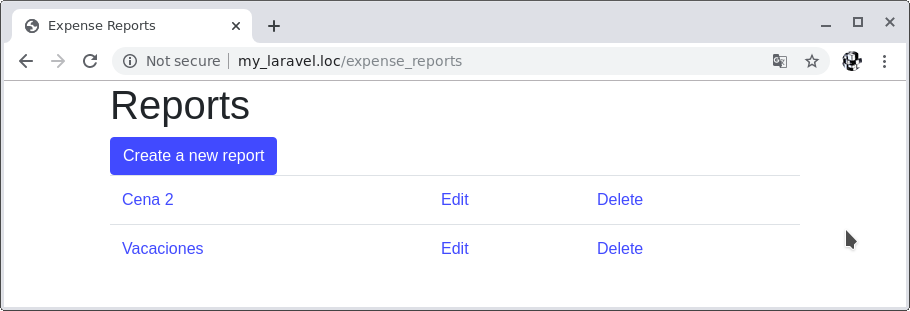 Expense Reports
Not secure my_laravel.loc/expense_reports
Reports
Create a new report
Cena 2 Edit Delete
Vacaciones Edit Delete